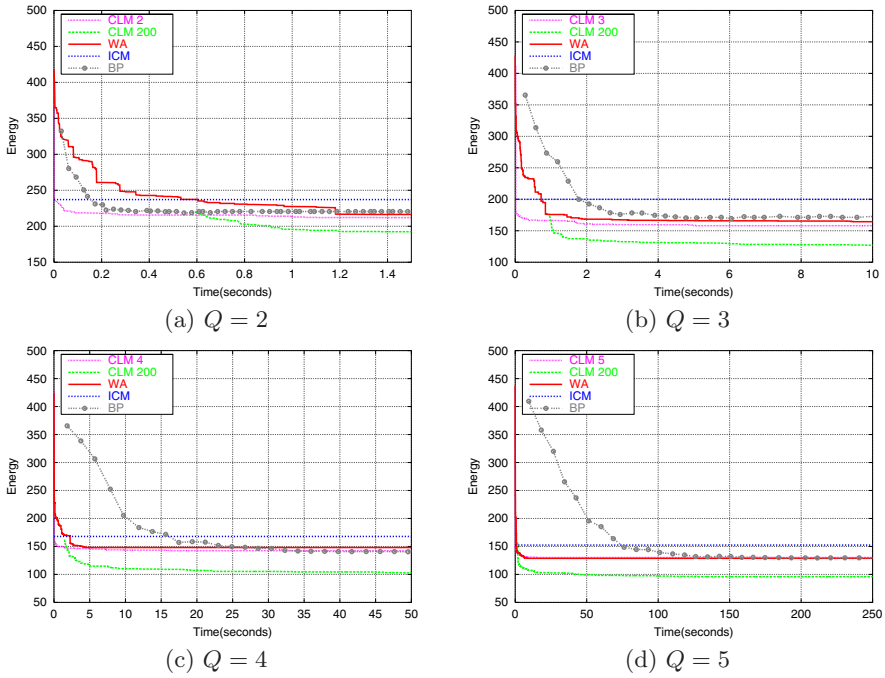 CLM 2
CLM 200
WA
ICM
BP
500
450
400
350
300
250
200
150
Energy
0 0.2 0.4 0.6 0.8 1 1.2 1.4
Time(seconds)
(a) Q = 2
CLM 3
CLM 200
WA
ICM
BP
500
450
400
350
300
250
200
150
100
Energy
0 2 4 6 8 10
Time(seconds)
(b) Q = 3
CLM 4
CLM 200
WA
ICM
BP
500
450
400
350
300
250
200
150
100
50
Energy
0 5 10 15 20 25 30 35 40 45 50
Time(seconds)
(c) Q = 4
CLM 5
CLM 200
WA
ICM
BP
500
450
400
350
300
250
200
150
100
50
Energy
0 50 100 150 200 250
Time(seconds)
(d) Q = 5